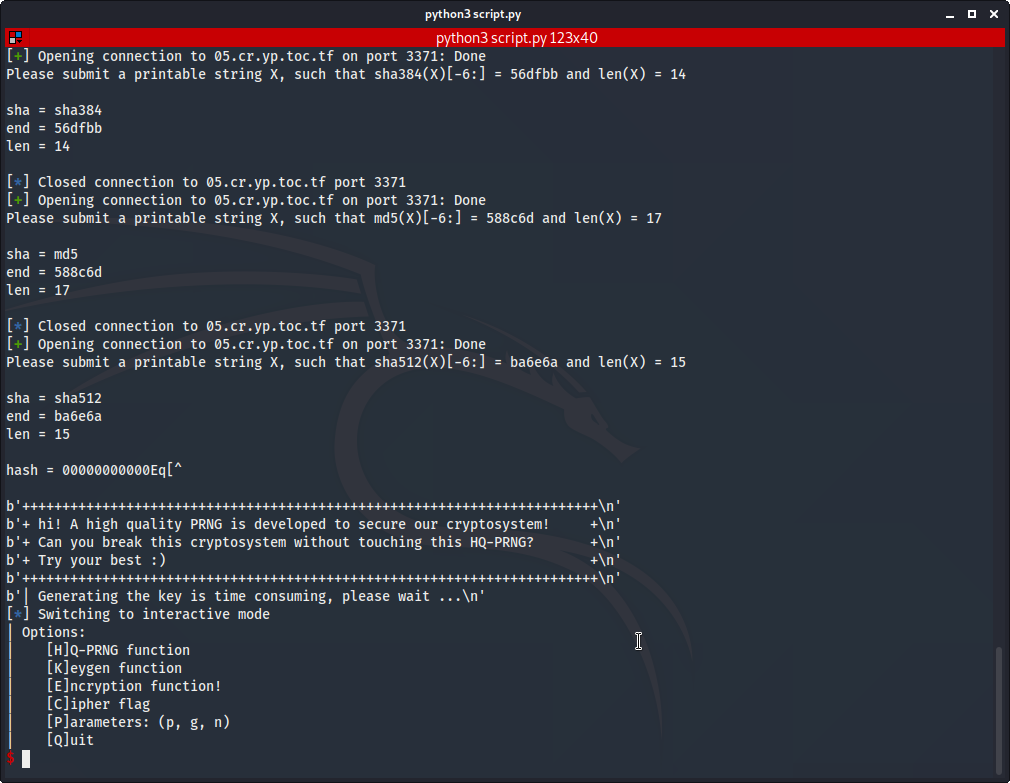 python3 script.py
python3 script.py 123x40
[+] Opening connection to 05.cr.yp.toc.tf on port 3371: Done
Please submit a printable string X, such that sha384(X)[-6:] = 56dfbb and len(X) = 14
sha = sha384
end = 56dfbb
len = 14
[*] Closed connection to 05.cr.yp.toc.tf port 3371
[+] Opening connection to 05.cr.yp.toc.tf on port 3371: Done
Please submit a printable string X, such that md5(X)[-6:] = 588c6d and len(X) = 17
sha = md5
end = 588c6d
len = 17
[*] Closed connection to 05.cr.yp.toc.tf port 3371
[+] Opening connection to 05.cr.yp.toc.tf on port 3371: Done
Please submit a printable string X, such that sha512(X)[-6:] = ba6e6a and len(X) = 15
sha = sha512
end = ba6e6a
len = 15
hash = 00000000000Eq[^
b'++++++++++++++++++++++++++++++++++++++++++++++++++++++++++++++++++++++++\n'
b'+ hi! A high quality PRNG is developed to secure our cryptosystem!     +\n'
b'+ Can you break this cryptosystem without touching this HQ-PRNG?       +\n'
b'+ Try your best :)                                                     +\n'
b'++++++++++++++++++++++++++++++++++++++++++++++++++++++++++++++++++++++++\n'
b'| Generating the key is time consuming, please wait ...\n'
[*] Switching to interactive mode
| Options:
|    [H]Q-PRNG function
|    [K]eygen function
|    [E]ncryption function!
|    [C]ipher flag
|    [P]arameters: (p, g, n)
|    [Q]uit
$